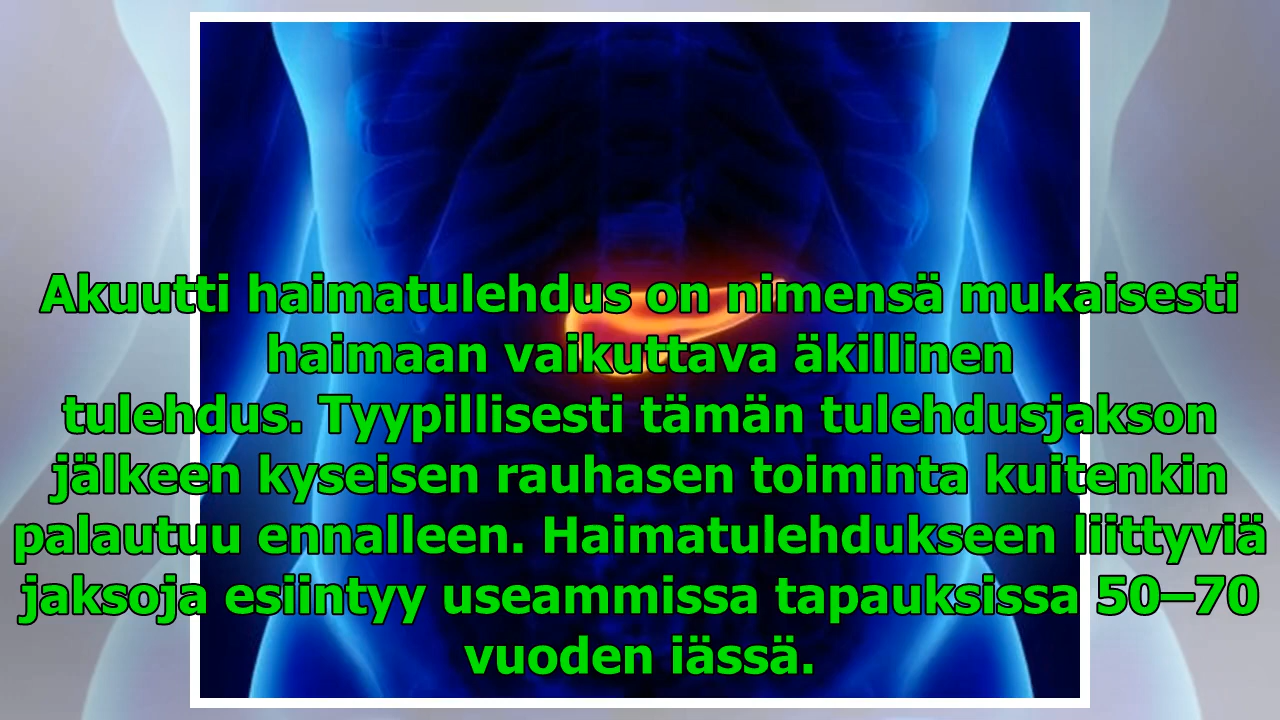 Akuutti haimatulehdus on nimensä mukaisesti
haimaan vaikuttava äkillinen
tulehdus. Tyypillisesti tämän tulehdusjakson
jälkeen kyseisen rauhasen toiminta kuitenkin
palautuu ennalleen. Haimatulehdukseen liittyviä
jaksoja esiintyy useammissa tapauksissa 50–70
vuoden iässä.